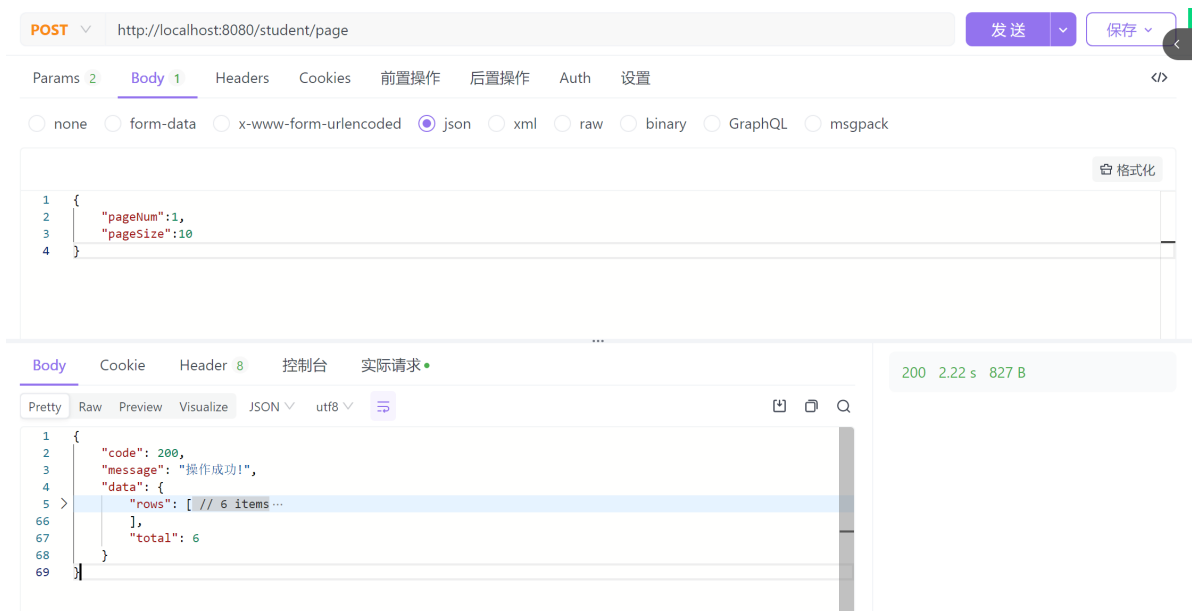 POST http://localhost:8080/student/page 发送 保存
Params 2 Body 1 Headers Cookies 前置操作 后置操作 Auth 设置 </>
none form-data x-www-form-urlencoded json xml raw binary GraphQL msgpack
格式化
1 {
2 "pageNum":1,
3 "pageSize":10
4 }
Body Cookie Header 8 控制台 实际请求
200 2.22 s 827 B
Pretty Raw Preview Visualize JSON utf8
1 {
2 "code": 200,
3 "message": "操作成功!",
4 "data": {
5 "rows": [ // 6 items ···
66 ],
67 "total": 6
68 }
69 }